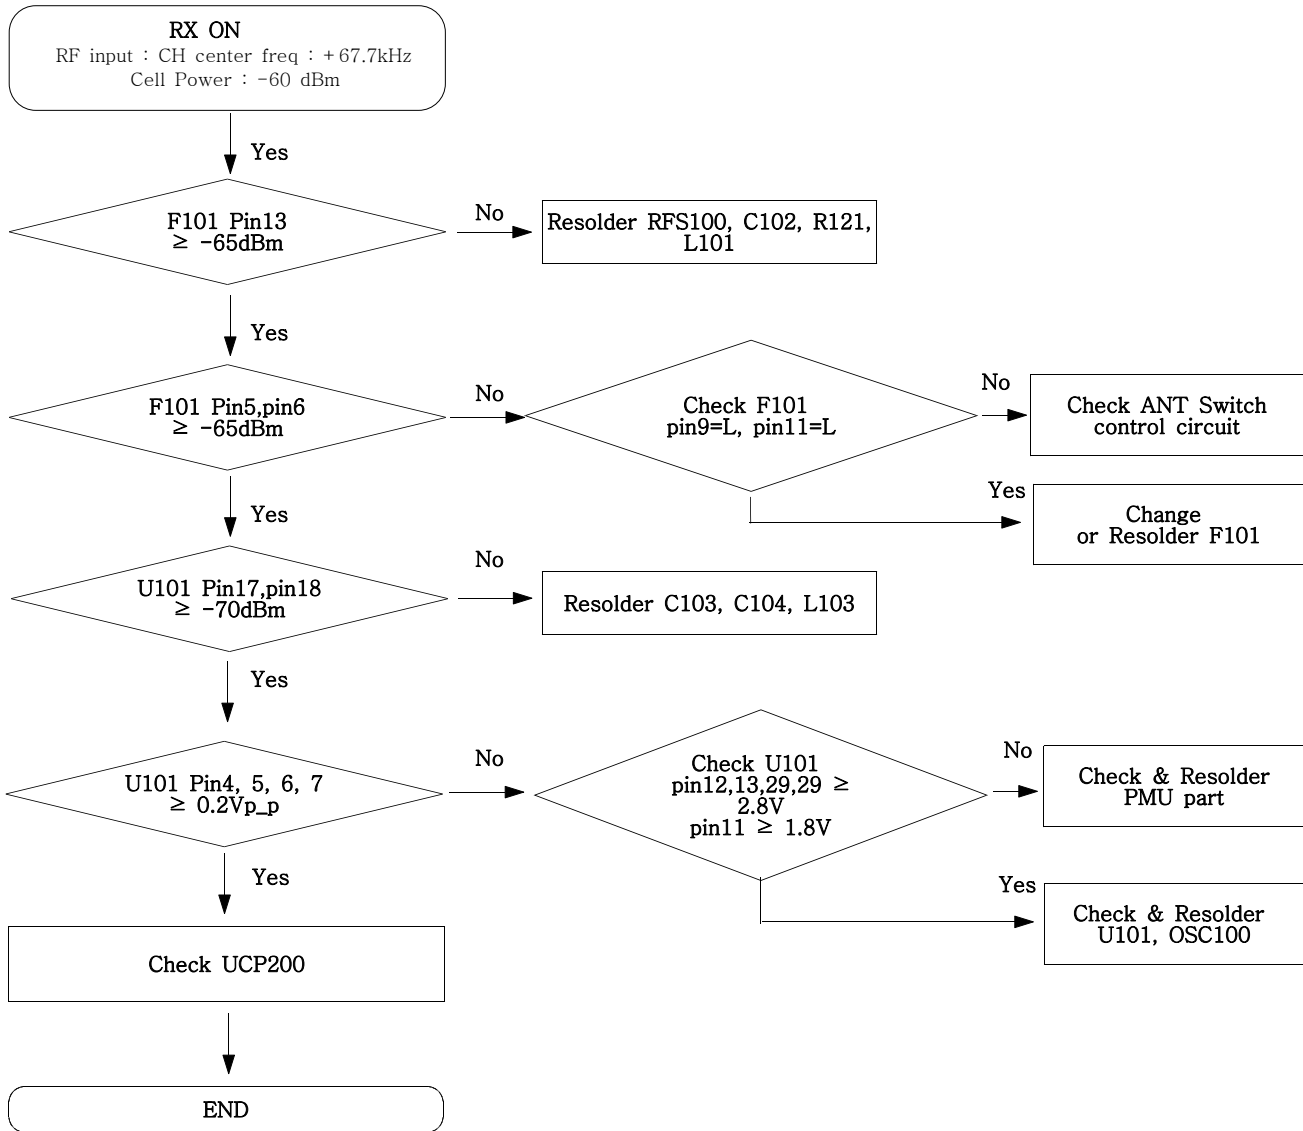 RX ON
RF input : CH center freq : +67.7kHz
Cell Power : -60 dBm
Yes
F101 Pin13
≥ -65dBm
No
Resolder RFS100, C102, R121,
L101
Yes
F101 Pin5,pin6
≥ -65dBm
No
Check F101
pin9=L, pin11=L
No
Check ANT Switch
control circuit
Yes
Change
or Resolder F101
Yes
U101 Pin17,pin18
≥ -70dBm
No
Resolder C103, C104, L103
Yes
U101 Pin4, 5, 6, 7
≥ 0.2Vp_p
No
Check U101
pin12,13,29,29 ≥
2.8V
pin11 ≥ 1.8V
No
Check & Resolder
PMU part
Yes
Check & Resolder
U101, OSC100
Yes
Check UCP200
END